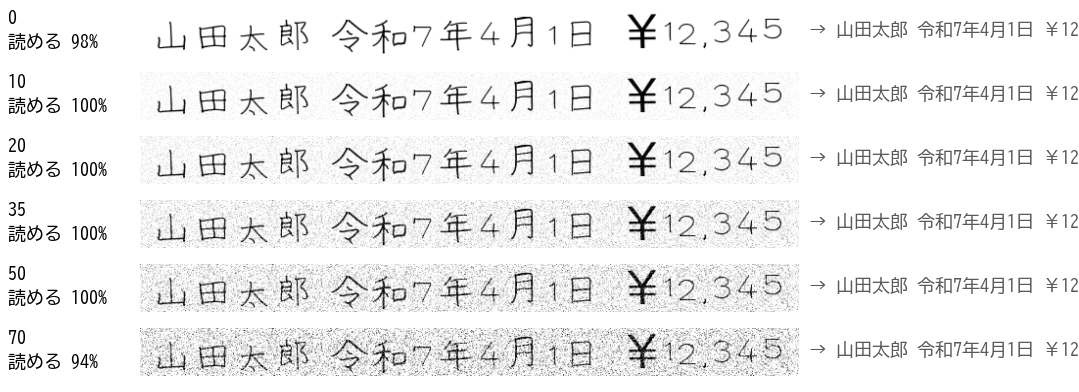 0
読める 98% 山田太郎 令和7年4月1日 ¥12,345 → 山田太郎 令和7年4月1日 ¥12
10
読める 100% 山田太郎 令和7年4月1日 ¥12,345 → 山田太郎 令和7年4月1日 ¥12
20
読める 100% 山田太郎 令和7年4月1日 ¥12,345 → 山田太郎 令和7年4月1日 ¥12
35
読める 100% 山田太郎 令和7年4月1日 ¥12,345 → 山田太郎 令和7年4月1日 ¥12
50
読める 100% 山田太郎 令和7年4月1日 ¥12,345 → 山田太郎 令和7年4月1日 ¥12
70
読める 94% 山田太郎 令和7年4月1日 ¥12,345 → 山田太郎 令和7年4月1日 ¥12